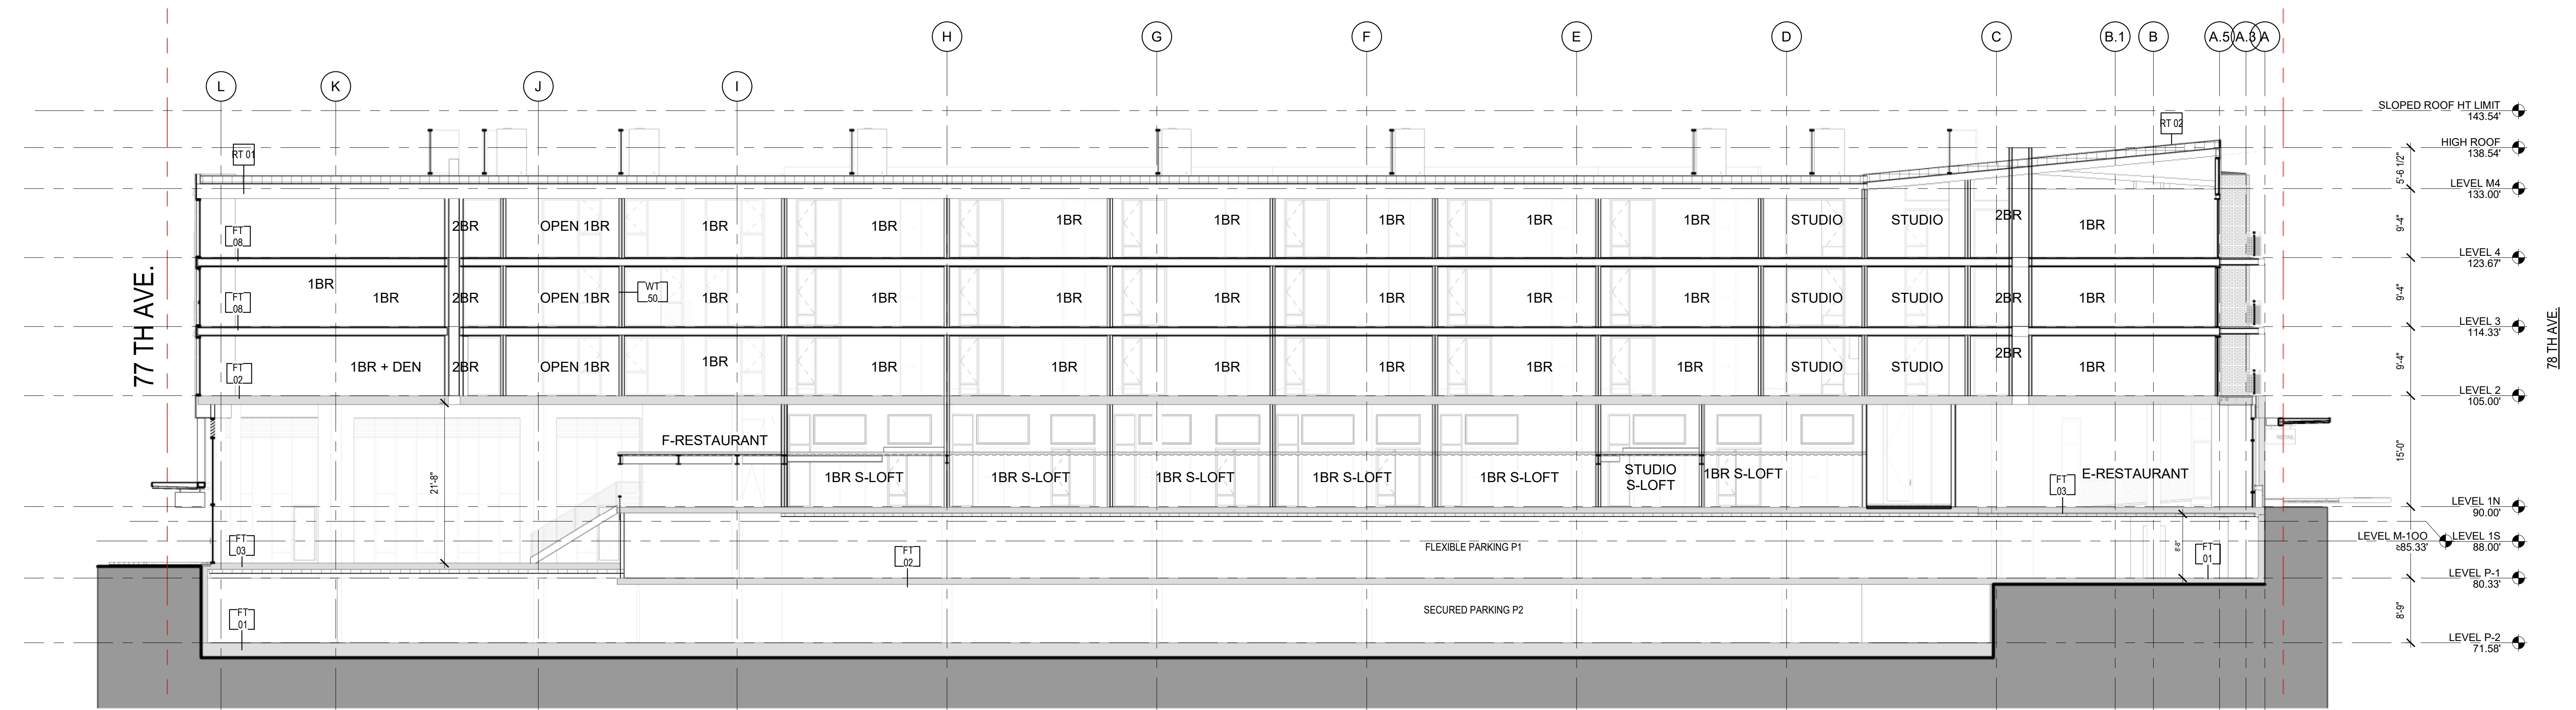 H G F E D C B.1 B A.5 A.3 A
L K J I
SLOPED ROOF HT LIMIT
143.54'
RT 02
HIGH ROOF
138.54'
RT 01
5'-6 1/2"
LEVEL M4
133.00'
FT
08
2BR OPEN 1BR 1BR 1BR 1BR 1BR 1BR 1BR 1BR STUDIO STUDIO 2BR 1BR
9'-4"
LEVEL 4
123.67'
77 TH AVE.
FT
08
1BR 1BR 2BR OPEN 1BR 1BR 1BR 1BR 1BR 1BR 1BR 1BR STUDIO STUDIO 2BR 1BR
WT
50
9'-4"
LEVEL 3
114.33'
78 TH AVE.
FT
02
1BR + DEN 2BR OPEN 1BR 1BR 1BR 1BR 1BR 1BR 1BR 1BR STUDIO STUDIO 2BR 1BR
9'-4"
LEVEL 2
105.00'
RETAIL
F-RESTAURANT
21'-8"
1BR S-LOFT 1BR S-LOFT 1BR S-LOFT 1BR S-LOFT 1BR S-LOFT STUDIO
S-LOFT 1BR S-LOFT E-RESTAURANT
15'-0"
FT
03
LEVEL 1N
90.00'
FT
03
FT
02
FLEXIBLE PARKING P1
8'-8"
FT
01
LEVEL M-1OO
85.33'
LEVEL 1S
88.00'
LEVEL P-1
80.33'
FT
01
SECURED PARKING P2
8'-9"
LEVEL P-2
71.58'